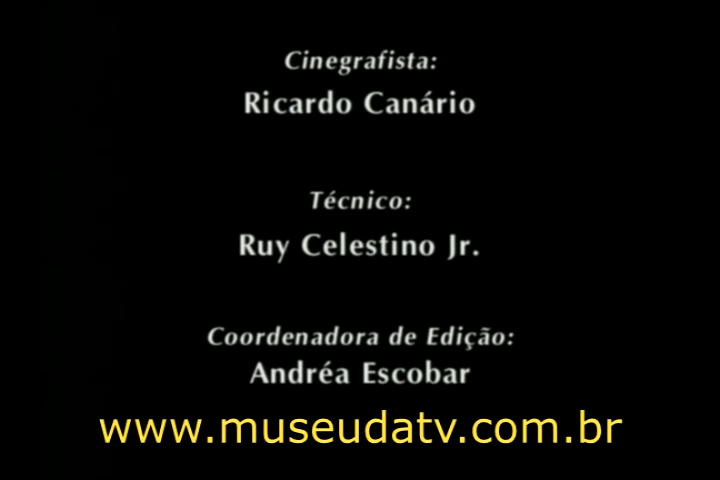 Cinegrafista:
Ricardo Canário
Técnico:
Ruy Celestino Jr.
Coordenadora de Edição:
Andréa Escobar
www.museudatv.com.br